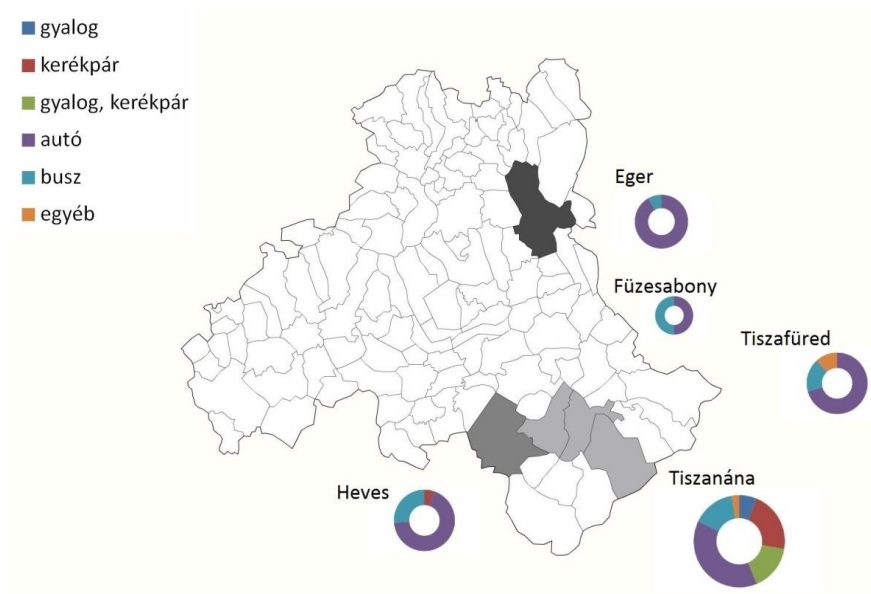 gyalog
kerékpár
gyalog, kerékpár
autó
busz
egyéb
Eger
Füzesabony
Tiszafüred
Tiszanána
Heves